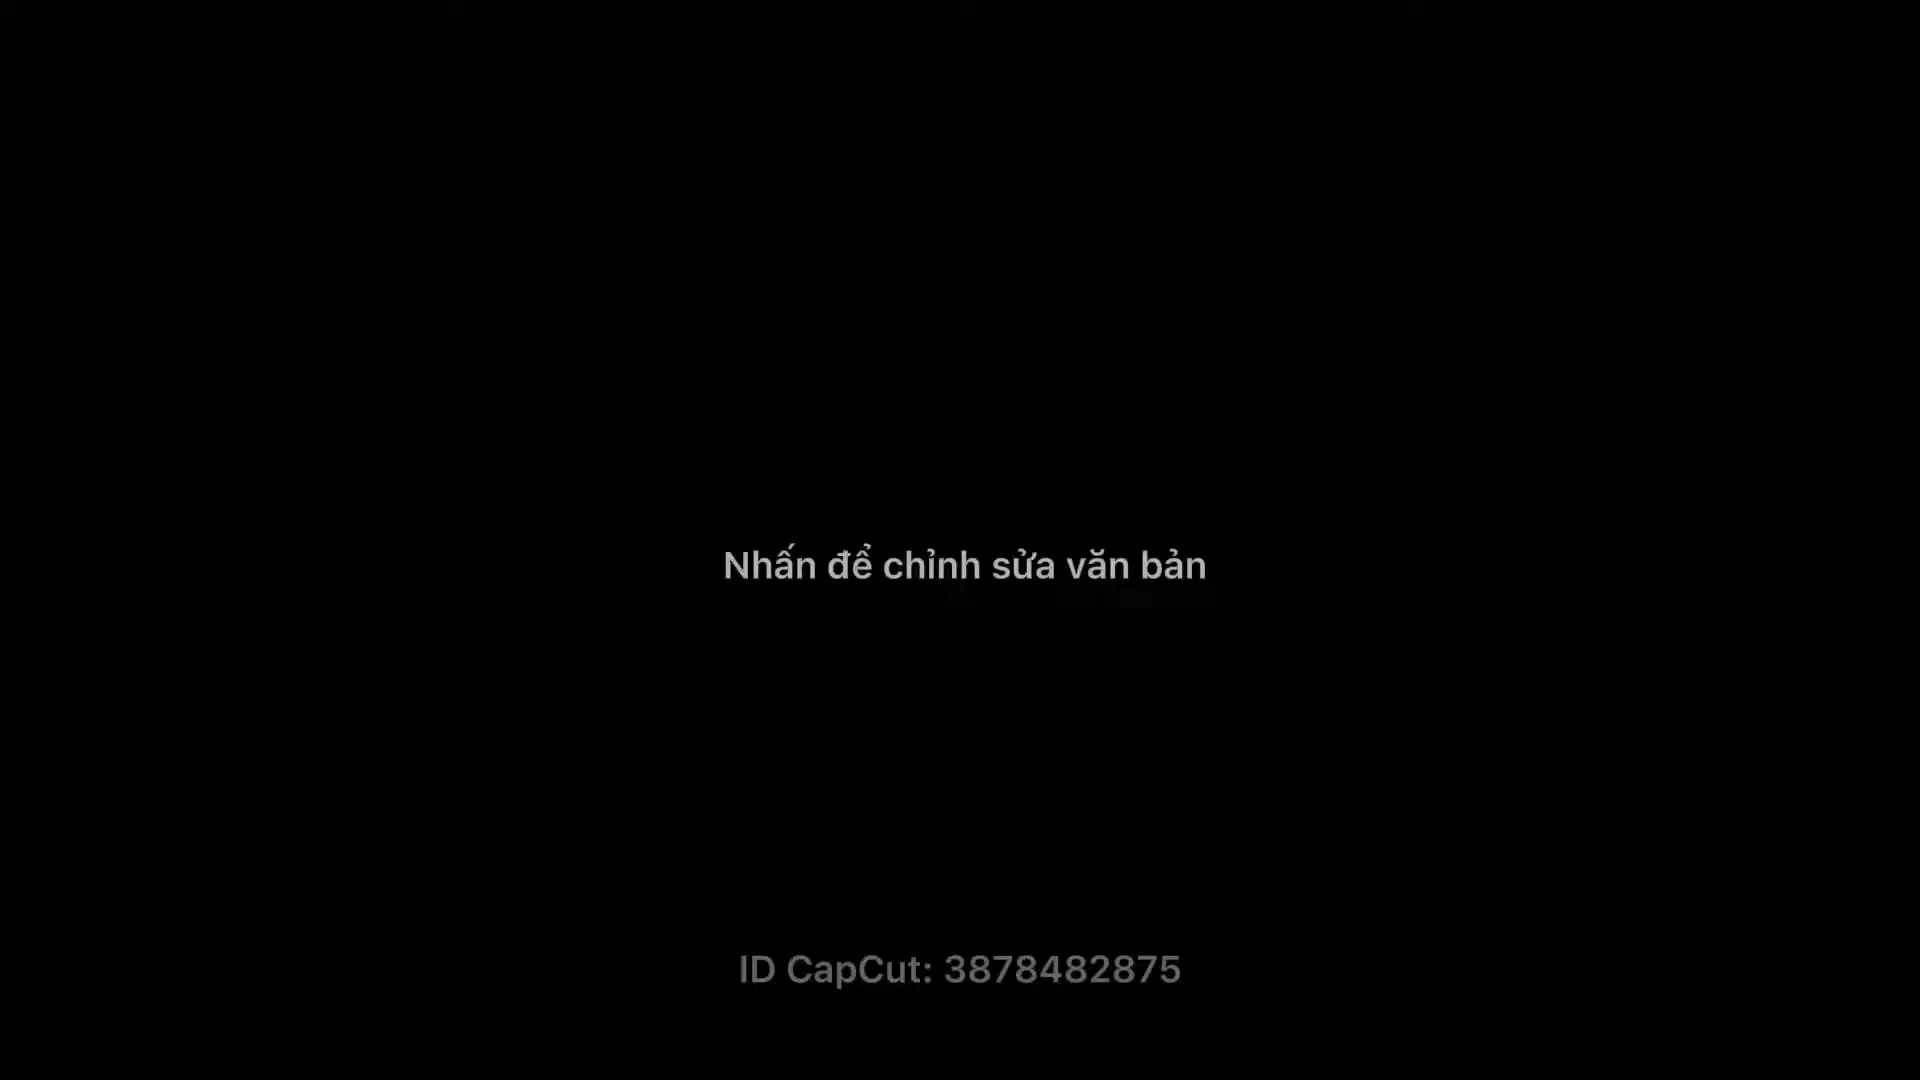 Nhấn để chỉnh sửa văn bản
ID CapCut: 3878482875